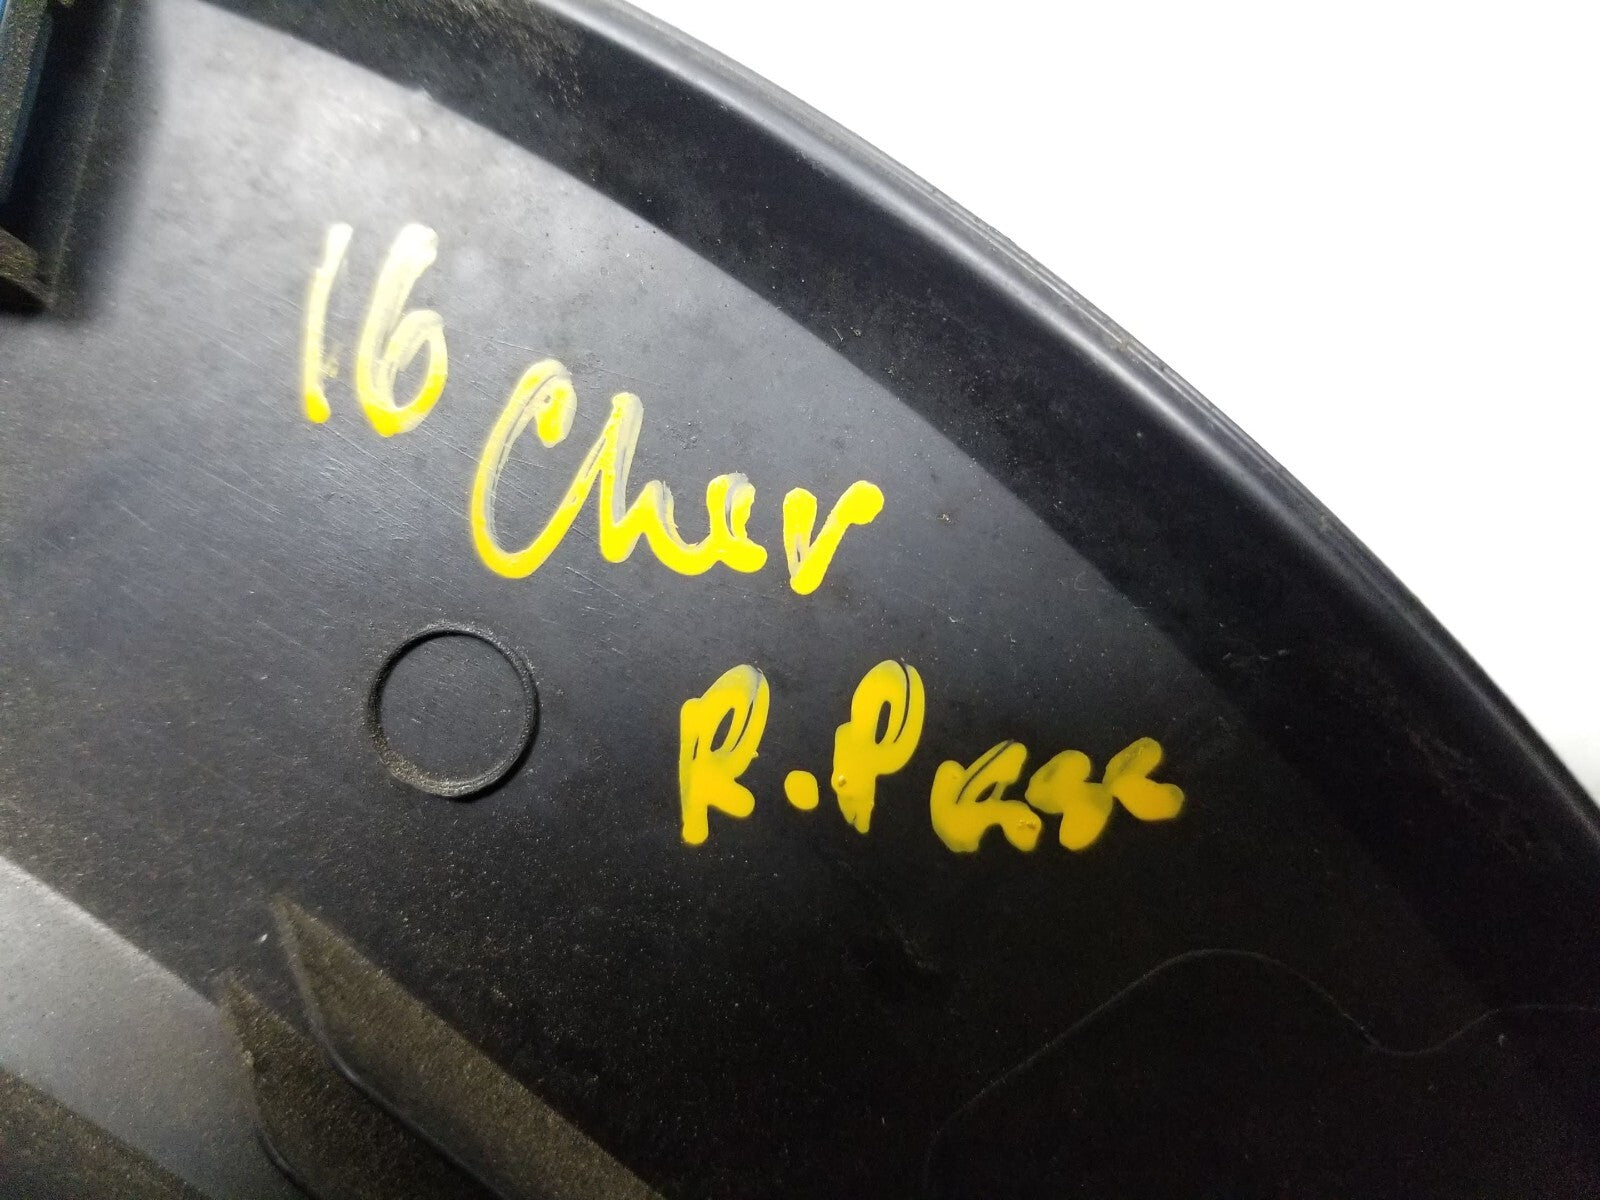 16 Chev
R. Pass